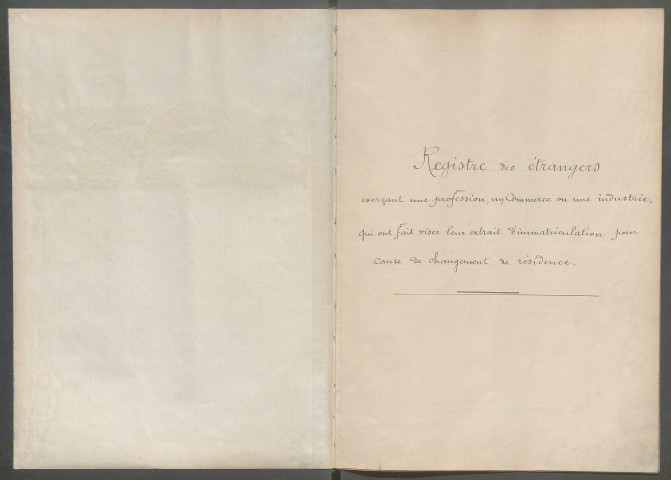 Registre des étrangers
exerçant une profession, un Commerce ou une industrie,
qui ont fait viser leur extrait d'immatriculation pour
cause de changement de résidence.